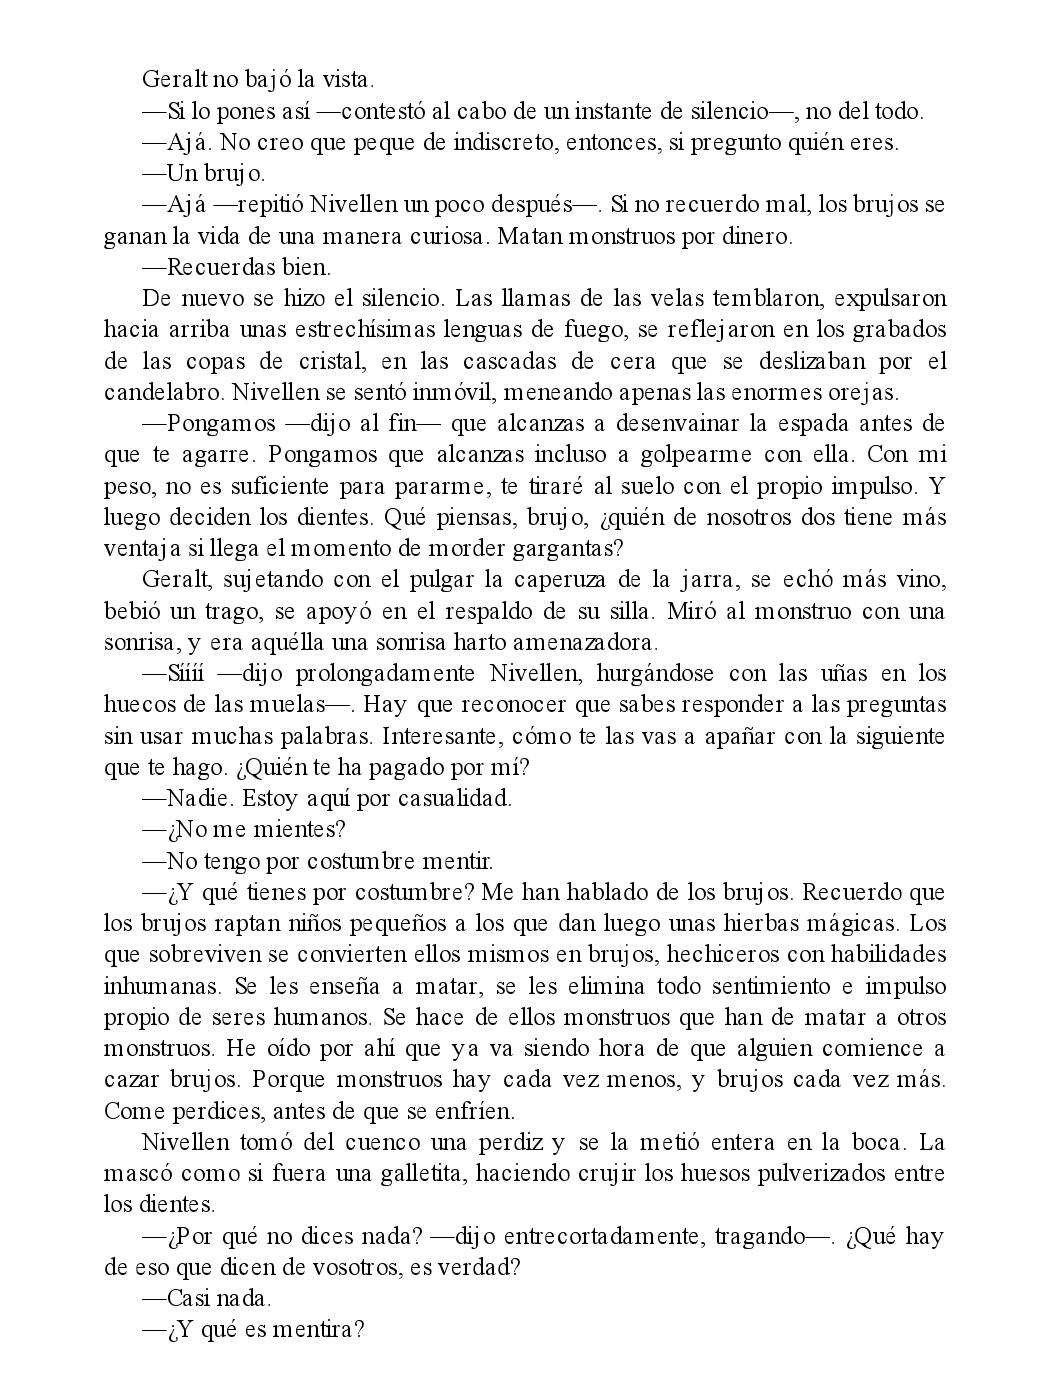 Geralt no bajó la vista.
—Si lo pones así —contestó al cabo de un instante de silencio—, no del todo.
—Ajá. No creo que peque de indiscreto, entonces, si pregunto quién eres.
—Un brujo.
—Ajá —repitió Nivellen un poco después—. Si no recuerdo mal, los brujos se
ganan la vida de una manera curiosa. Matan monstruos por dinero.
—Recuerdas bien.
De nuevo se hizo el silencio. Las llamas de las velas temblaron, expulsaron
hacia arriba unas estrechísimas lenguas de fuego, se reflejaron en los grabados
de las copas de cristal, en las cascadas de cera que se deslizaban por el
candelabro. Nivellen se sentó inmóvil, meneando apenas las enormes orejas.
—Pongamos —dijo al fin— que alcanzas a desenvainar la espada antes de
que te agarre. Pongamos que alcanzas incluso a golpearme con ella. Con mi
peso, no es suficiente para pararme, te tiraré al suelo con el propio impulso. Y
luego deciden los dientes. Qué piensas, brujo, ¿quién de nosotros dos tiene más
ventaja si llega el momento de morder gargantas?
Geralt, sujetando con el pulgar la caperuza de la jarra, se echó más vino,
bebió un trago, se apoyó en el respaldo de su silla. Miró al monstruo con una
sonrisa, y era aquélla una sonrisa harto amenazadora.
—Síííí —dijo prolongadamente Nivellen, hurgándose con las uñas en los
huecos de las muelas—. Hay que reconocer que sabes responder a las preguntas
sin usar muchas palabras. Interesante, cómo te las vas a apañar con la siguiente
que te hago. ¿Quién te ha pagado por mí?
—Nadie. Estoy aquí por casualidad.
—¿No me mientes?
—No tengo por costumbre mentir.
—¿Y qué tienes por costumbre? Me han hablado de los brujos. Recuerdo que
los brujos raptan niños pequeños a los que dan luego unas hierbas mágicas. Los
que sobreviven se convierten ellos mismos en brujos, hechiceros con habilidades
inhumanas. Se les enseña a matar, se les elimina todo sentimiento e impulso
propio de seres humanos. Se hace de ellos monstruos que han de matar a otros
monstruos. He oído por ahí que ya va siendo hora de que alguien comience a
cazar brujos. Porque monstruos hay cada vez menos, y brujos cada vez más.
Come perdices, antes de que se enfríen.
Nivellen tomó del cuenco una perdiz y se la metió entera en la boca. La
mascó como si fuera una galletita, haciendo crujir los huesos pulverizados entre
los dientes.
—¿Por qué no dices nada? —dijo entrecortadamente, tragando—. ¿Qué hay
de eso que dicen de vosotros, es verdad?
—Casi nada.
—¿Y qué es mentira?